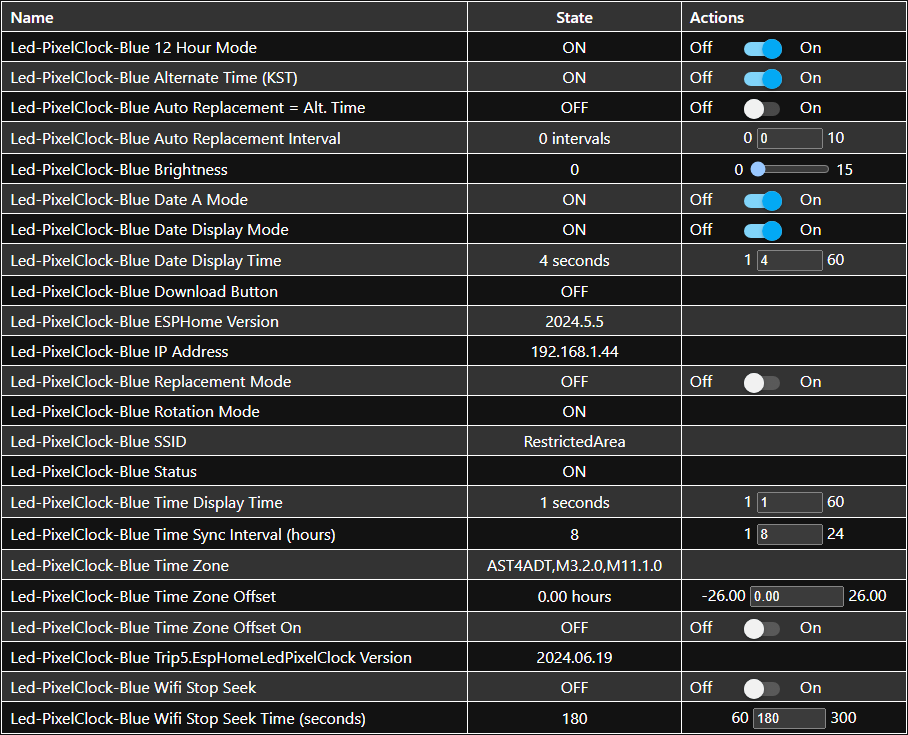 Name State Actions
Led-PixelClock-Blue 12 Hour Mode ON Off On
Led-PixelClock-Blue Alternate Time (KST) ON Off On
Led-PixelClock-Blue Auto Replacement = Alt. Time OFF Off On
Led-PixelClock-Blue Auto Replacement Interval 0 intervals 0 0 10
Led-PixelClock-Blue Brightness 0 0 15
Led-PixelClock-Blue Date A Mode ON Off On
Led-PixelClock-Blue Date Display Mode ON Off On
Led-PixelClock-Blue Date Display Time 4 seconds 1 4 60
Led-PixelClock-Blue Download Button OFF
Led-PixelClock-Blue ESPHome Version 2024.5.5
Led-PixelClock-Blue IP Address 192.168.1.44
Led-PixelClock-Blue Replacement Mode OFF Off On
Led-PixelClock-Blue Rotation Mode ON
Led-PixelClock-Blue SSID RestrictedArea
Led-PixelClock-Blue Status ON
Led-PixelClock-Blue Time Display Time 1 seconds 1 1 60
Led-PixelClock-Blue Time Sync Interval (hours) 8 1 8 24
Led-PixelClock-Blue Time Zone AST4ADT,M3.2.0,M11.1.0
Led-PixelClock-Blue Time Zone Offset 0.00 hours -26.00 0.00 26.00
Led-PixelClock-Blue Time Zone Offset On OFF Off On
Led-PixelClock-Blue Trip5.EspHomeLedPixelClock Version 2024.06.19
Led-PixelClock-Blue Wifi Stop Seek OFF Off On
Led-PixelClock-Blue Wifi Stop Seek Time (seconds) 180 60 180 300